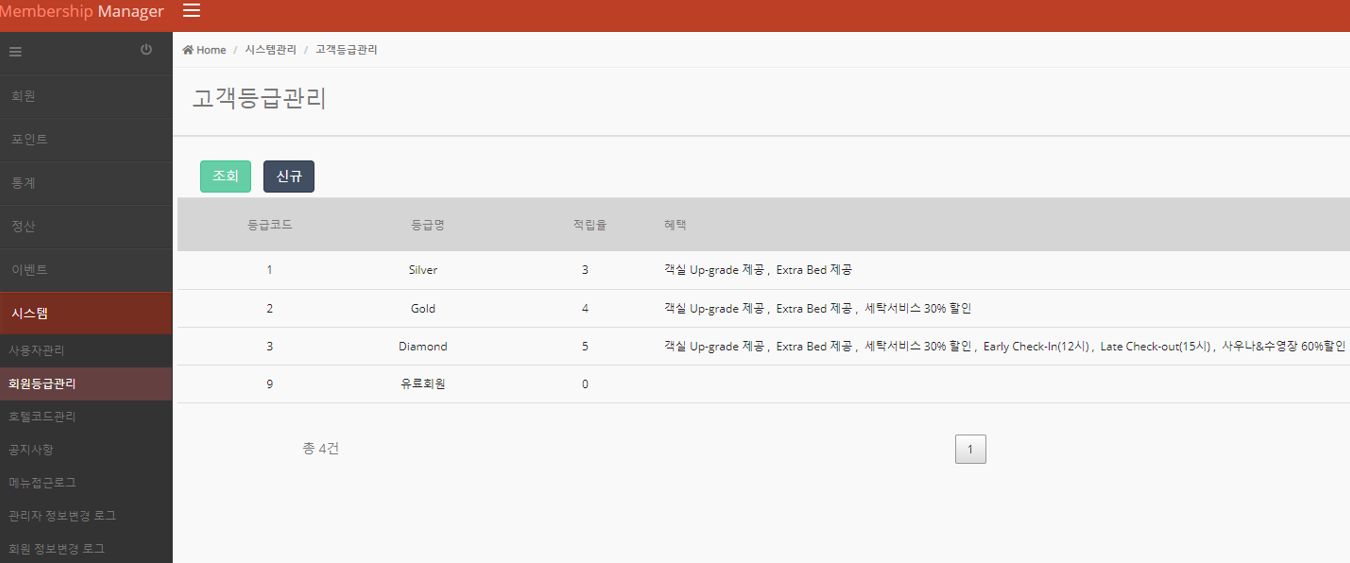 Membership Manager
Home / 시스템관리 / 고객등급관리
회원
포인트
통계
정산
이벤트
시스템
사용자관리
회원등급관리
호텔코드관리
공지사항
메뉴접근로그
관리자 정보변경 로그
회원 정보변경 로그
고객등급관리
조회 신규
등급코드 등급명 적립율 혜택
1 Silver 3 객실 Up-grade 제공 , Extra Bed 제공
2 Gold 4 객실 Up-grade 제공 , Extra Bed 제공 , 세탁서비스 30% 할인
3 Diamond 5 객실 Up-grade 제공 , Extra Bed 제공 , 세탁서비스 30% 할인 , Early Check-In(12시) , Late Check-out(15시) , 사우나&수영장 60%할인
9 유료회원 0
총 4건 1